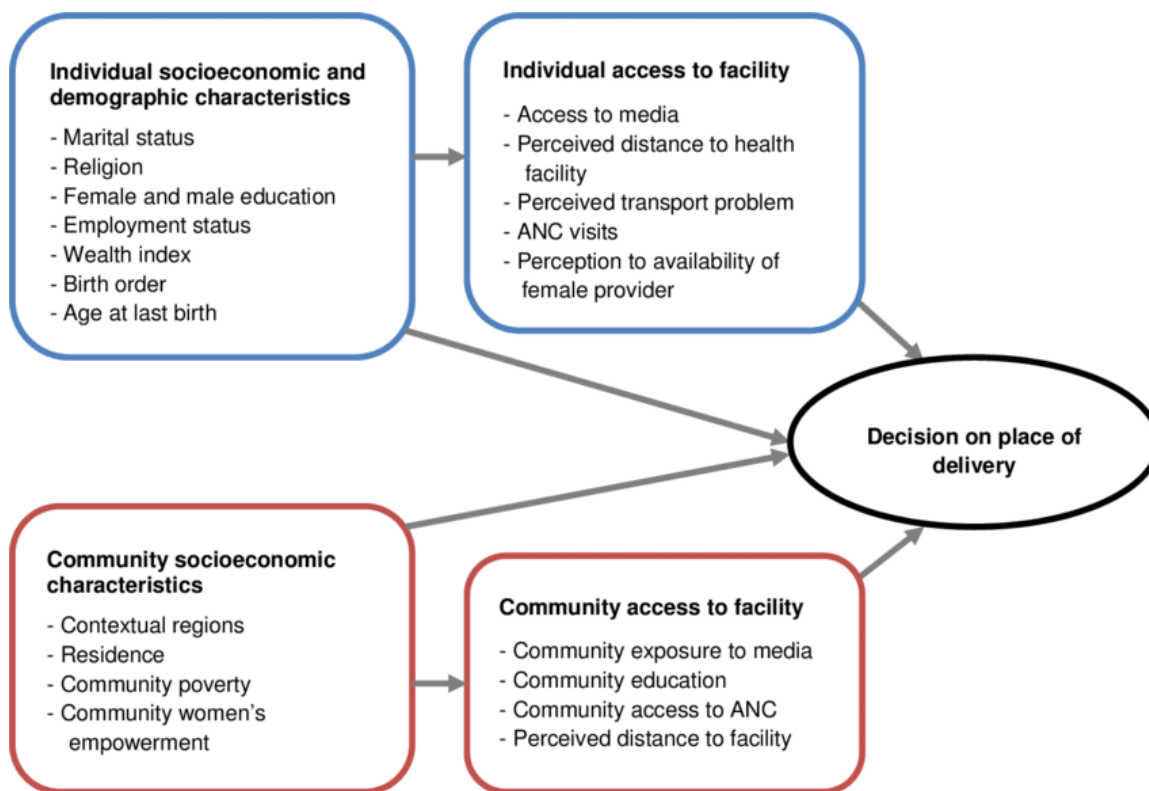 Individual socioeconomic and
demographic characteristics
- Marital status
- Religion
- Female and male education
- Employment status
- Wealth index
- Birth order
- Age at last birth
Individual access to facility
- Access to media
- Perceived distance to health
facility
- Perceived transport problem
- ANC visits
- Perception to availability of
female provider
Decision on place of
delivery
Community socioeconomic
characteristics
- Contextual regions
- Residence
- Community poverty
- Community women's
empowerment
Community access to facility
- Community exposure to media
- Community education
- Community access to ANC
- Perceived distance to facility